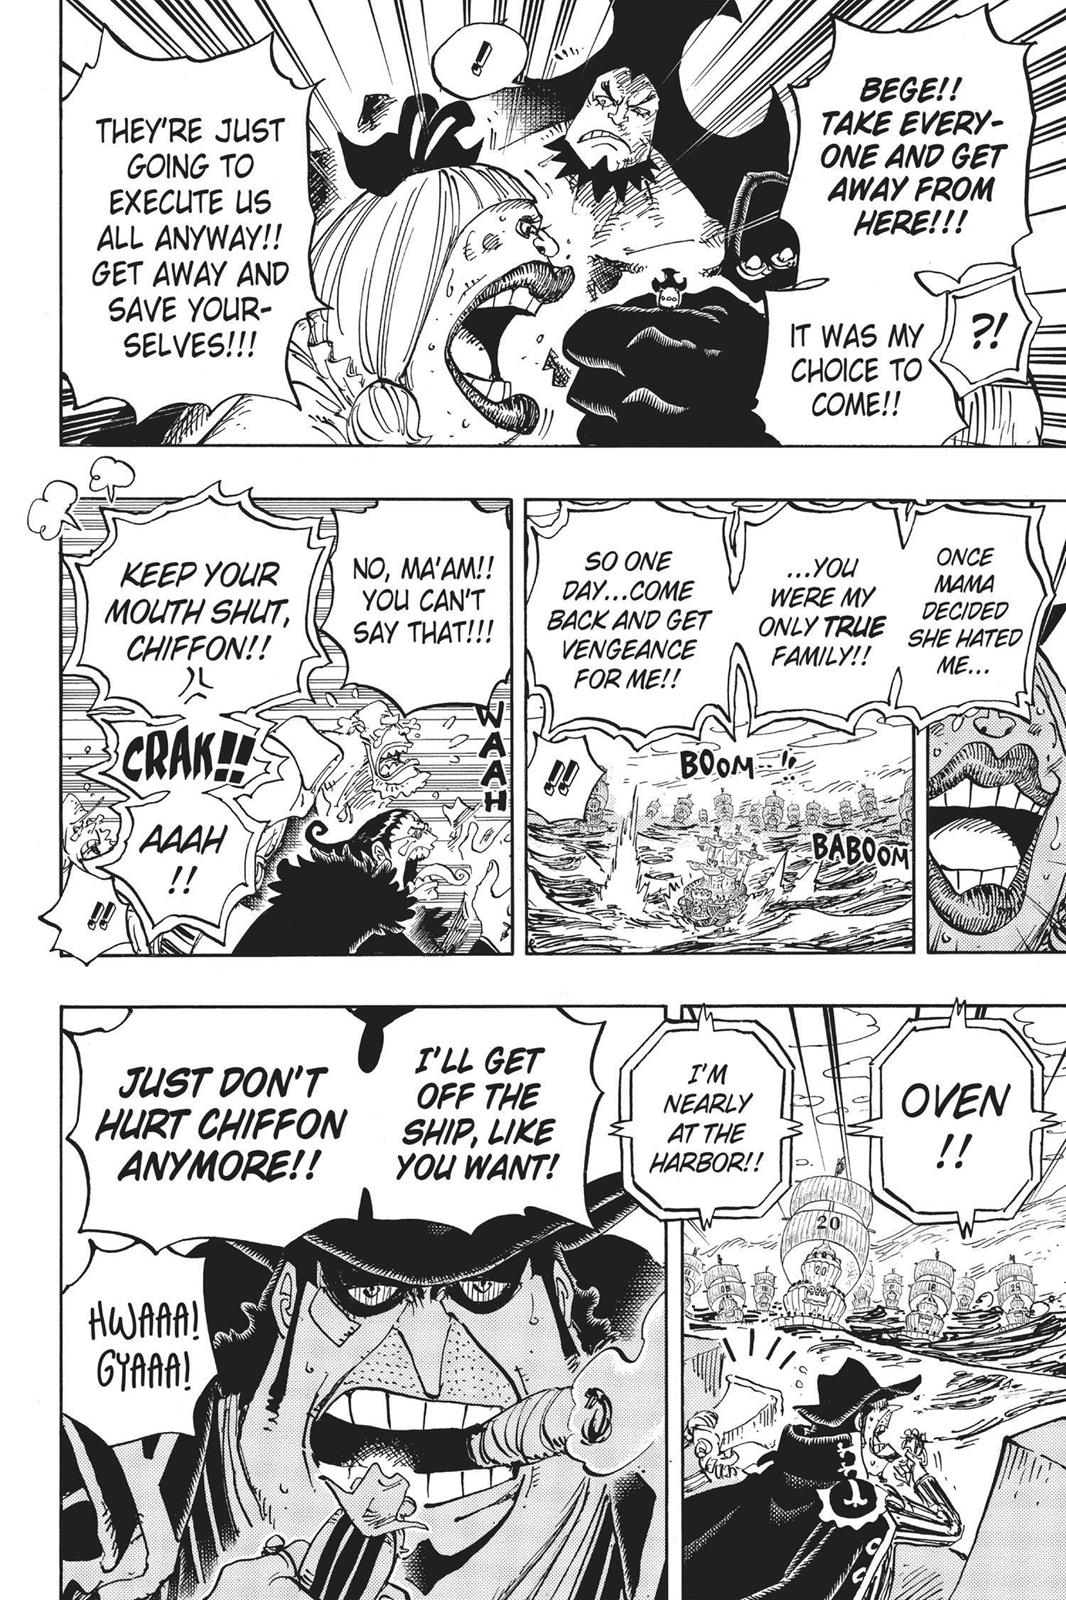 BEGE!!
TAKE EVERY-
ONE AND GET
AWAY FROM
HERE!!!
?!
IT WAS MY
CHOICE TO
COME!!
!
THEY'RE JUST
GOING TO
EXECUTE US
ALL ANYWAY!!
GET AWAY AND
SAVE YOUR-
SELVES!!!
ONCE
MAMA
DECIDED
SHE HATED
ME...
...YOU
WERE MY
ONLY TRUE
FAMILY!!
SO ONE
DAY...COME
BACK AND GET
VENGEANCE
FOR ME!!
!!
BOOM...!!
BABOOM
NO, MA'AM!!
YOU CAN'T
SAY THAT!!!
WAAH
KEEP YOUR
MOUTH SHUT,
CHIFFON!!
CRAK!!
AAAH
!!
!!
OVEN
!!
I'M
NEARLY
AT THE
HARBOR!!
20
20
I'LL GET
OFF THE
SHIP, LIKE
YOU WANT!
JUST DON'T
HURT CHIFFON
ANYMORE!!
HWAAA!
GYAAA!